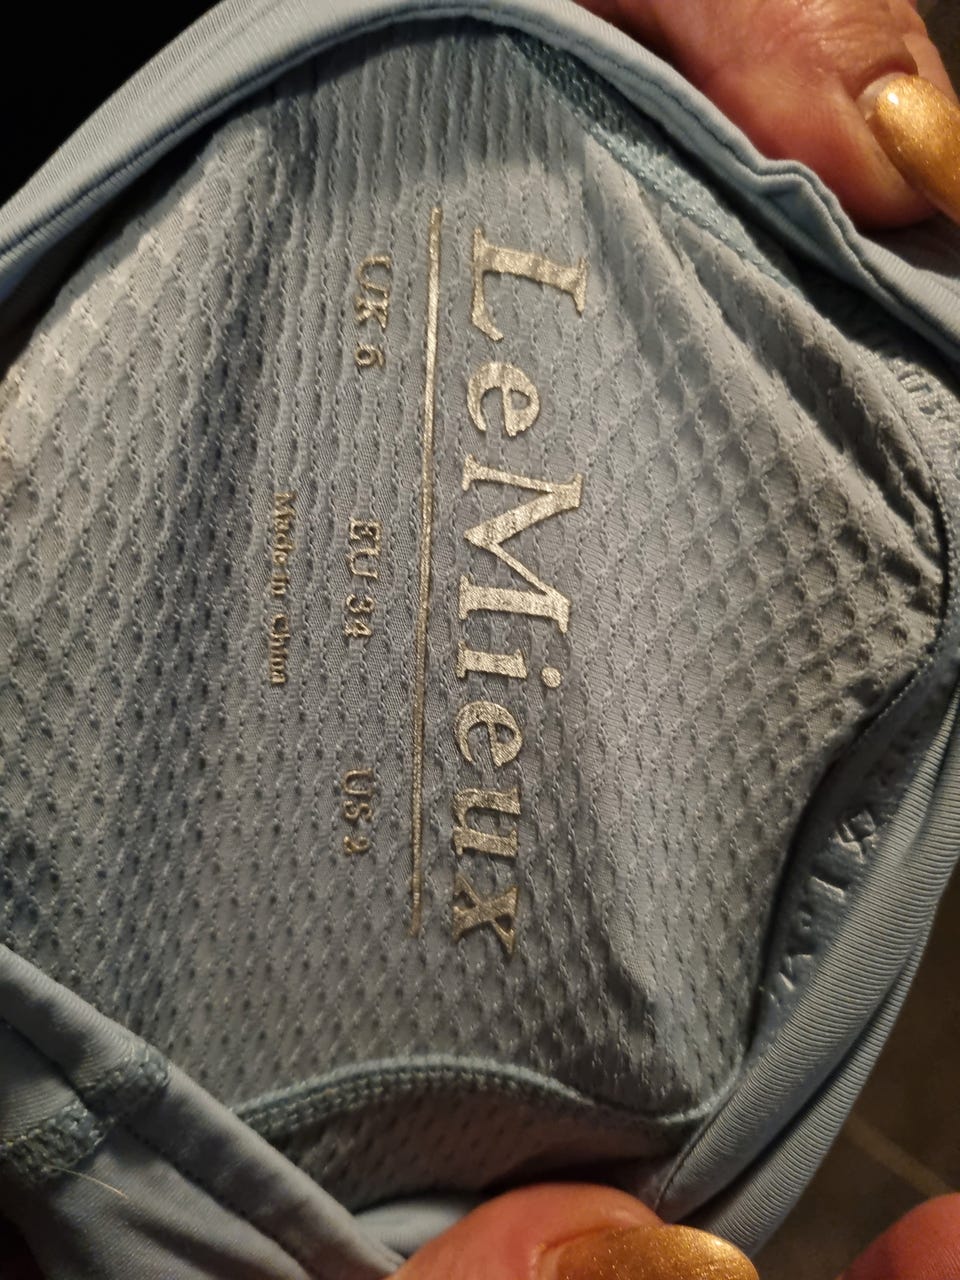 LeMieux
UK 6 EU 34 US 2
Made in China